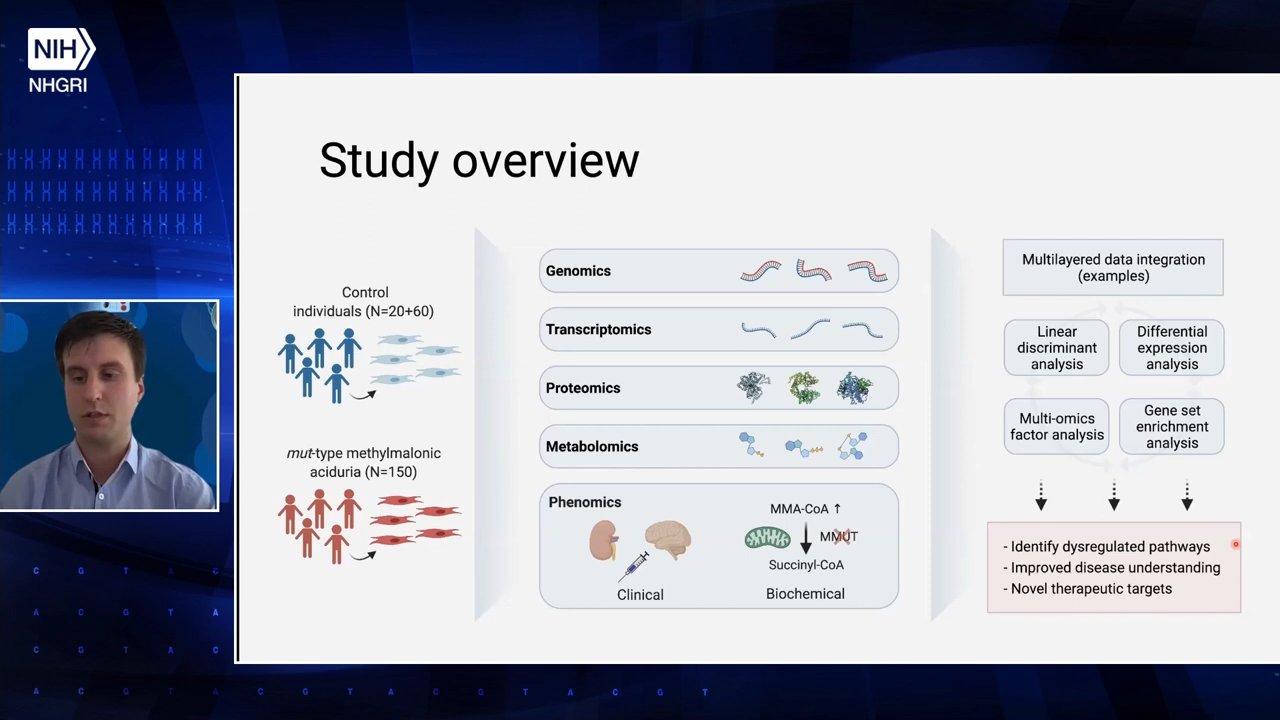 NIH
NHGRI
Study overview
Control
individuals (N=20+60)
mut-type methylmalonic
aciduria (N=150)
Genomics
Transcriptomics
Proteomics
Metabolomics
Phenomics
Clinical
MMA-CoA ↑
MMUT
Succinyl-CoA
Biochemical
Multilayered data integration
(examples)
Linear
discriminant
analysis
Differential
expression
analysis
Multi-omics
factor analysis
Gene set
enrichment
analysis
- Identify dysregulated pathways
- Improved disease understanding
- Novel therapeutic targets
C G T A C
A C G T A
C G T A C
A C G T A C G T A C G T A C G T